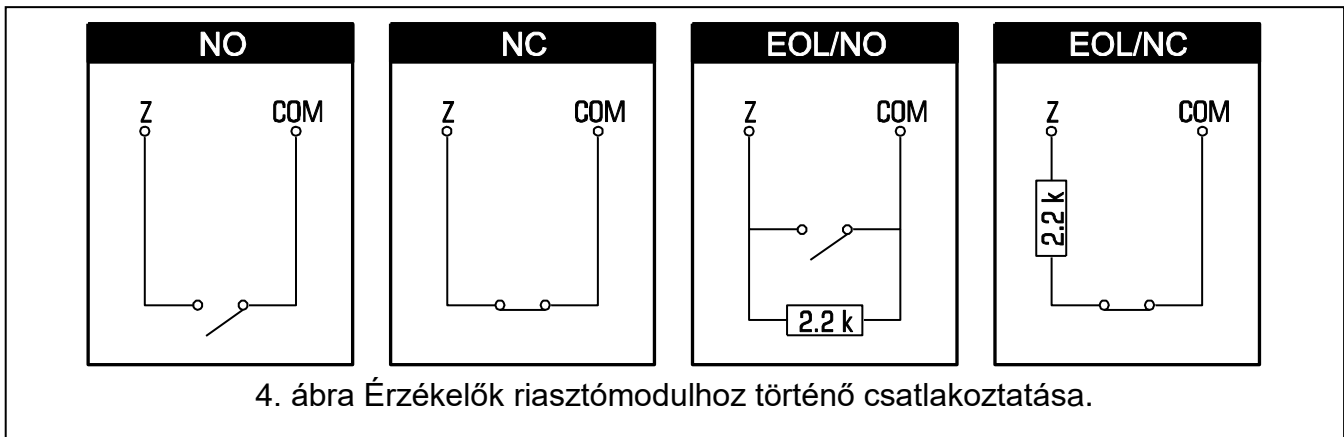 NO NC EOL/NO EOL/NC
Z COM Z COM Z COM Z COM
2.2 k
2.2 k
4. ábra Érzékelők riasztómodulhoz történő csatlakoztatása.